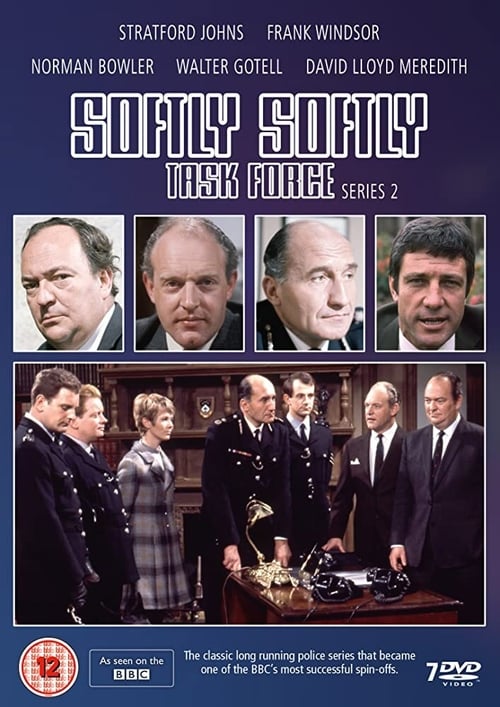 STRATFORD JOHNS FRANK WINDSOR
NORMAN BOWLER WALTER GOTELL DAVID LLOYD MEREDITH
SOFTLY SOFTLY
TASK FORCE SERIES 2
12
As seen on the
BBC
The classic long running police series that became
one of the BBC's most successful spin-offs.
7 DVD
VIDEO